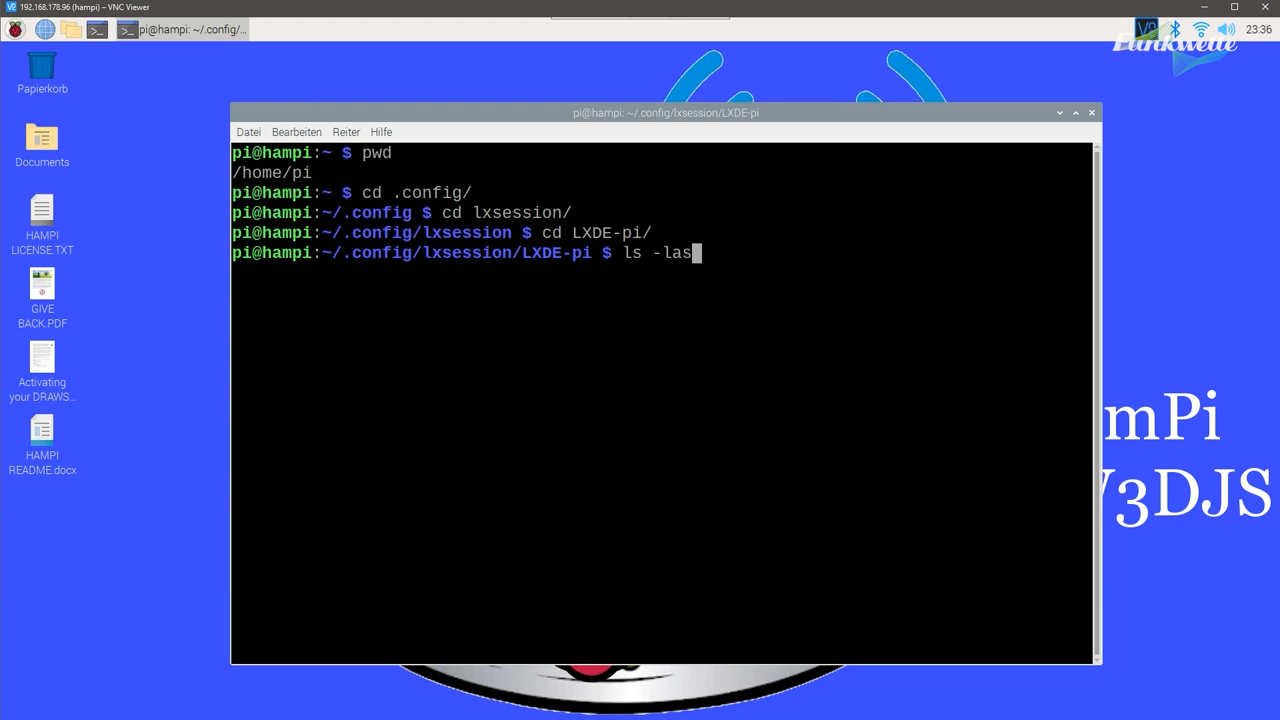 192.168.178.96 (hampi) – VNC Viewer
pi@hampi: ~/.config/...
23:36
Funkwelle
Papierkorb
Documents
HAMPI
LICENSE.TXT
GIVE
BACK.PDF
Activating
your DRAWS...
HAMPI
README.docx
pi@hampi: ~/.config/lxsession/LXDE-pi
Datei Bearbeiten Reiter Hilfe
pi@hampi:~ $ pwd
/home/pi
pi@hampi:~ $ cd .config/
pi@hampi:~/.config $ cd lxsession/
pi@hampi:~/.config/lxsession $ cd LXDE-pi/
pi@hampi:~/.config/lxsession/LXDE-pi $ ls -las
mPi
3DJS